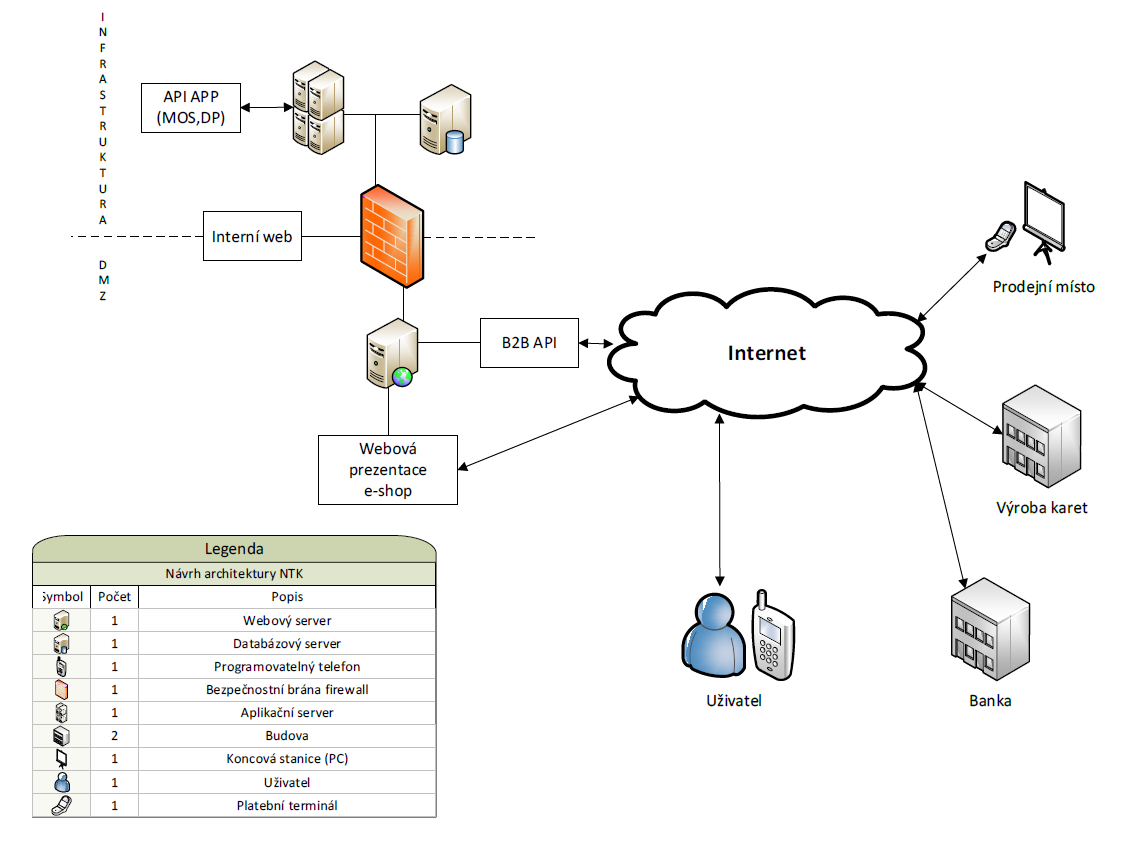 INFRASTRUKTURA
API APP
(MOS,DP)
Interní web
DMZ
B2B API
Internet
Prodejní místo
Webová
prezentace
e-shop
Výroba karet
Uživatel
Banka
Legenda
Návrh architektury NTK
Symbol Počet Popis
1 Webový server
1 Databázový server
1 Programovatelný telefon
1 Bezpečnostní brána firewall
1 Aplikační server
2 Budova
1 Koncová stanice (PC)
1 Uživatel
1 Platební terminál